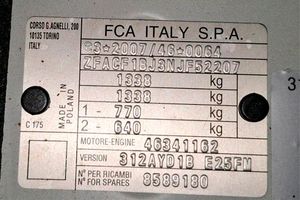 CORSO G. AGNELLI, 200
10135 TORINO
ITALY
FCA ITALY S.P.A.
*2007/46*0064
ZFACF1BJ3NJF52207
1338 kg
1338 kg
1 - 770 kg
2 - 640 kg
MADE IN
POLAND
C 175
MOTORE-ENGINE 46341162
VERSION 312AYD1B E25FM
N° PER RICAMBI
N° FOR SPARES 8589180
3